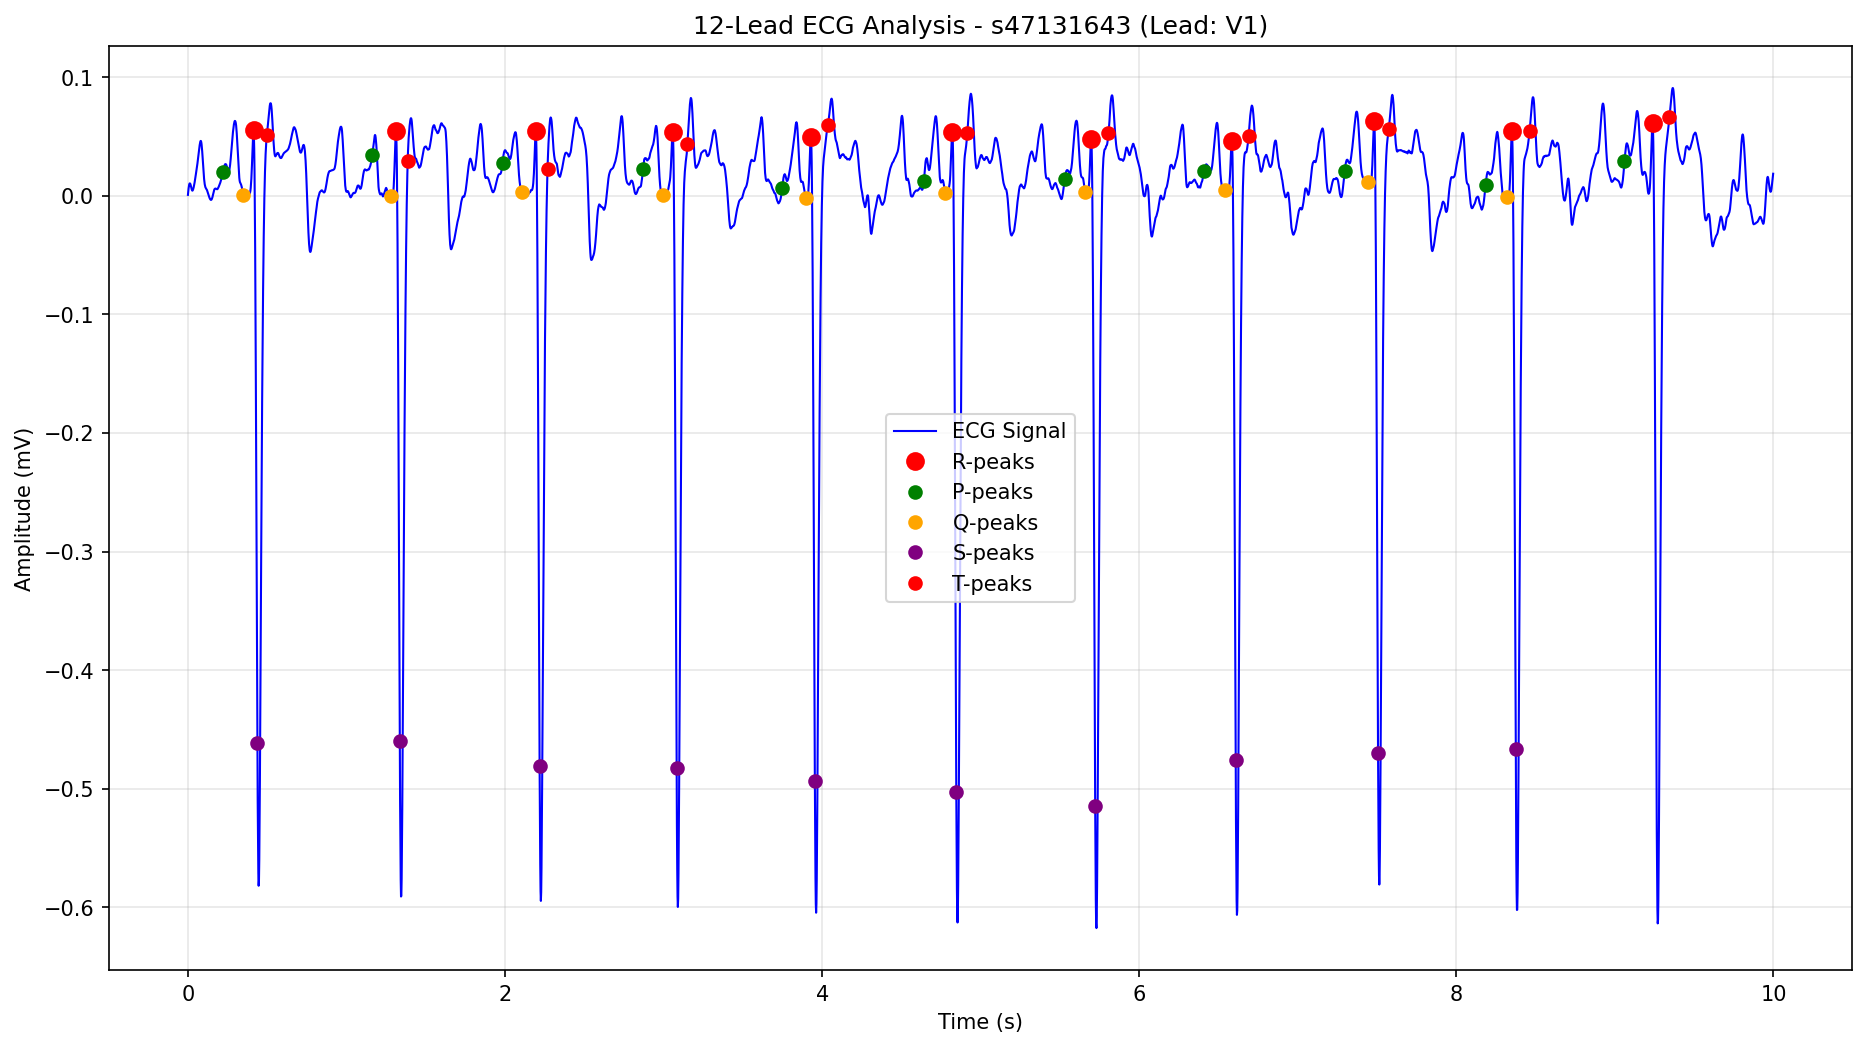 12-Lead ECG Analysis - s47131643 (Lead: V1)
Amplitude (mV)
0.1
0.0
−0.1
−0.2
−0.3
−0.4
−0.5
−0.6
ECG Signal
R-peaks
P-peaks
Q-peaks
S-peaks
T-peaks
0 2 4 6 8 10
Time (s)